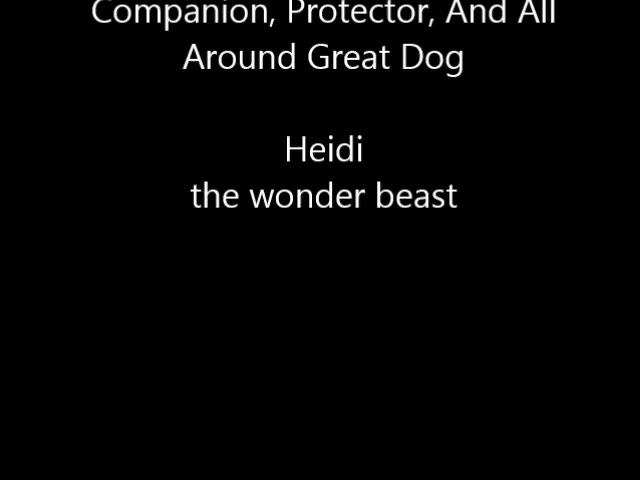 Companion, Protector, And All
Around Great Dog
Heidi
the wonder beast